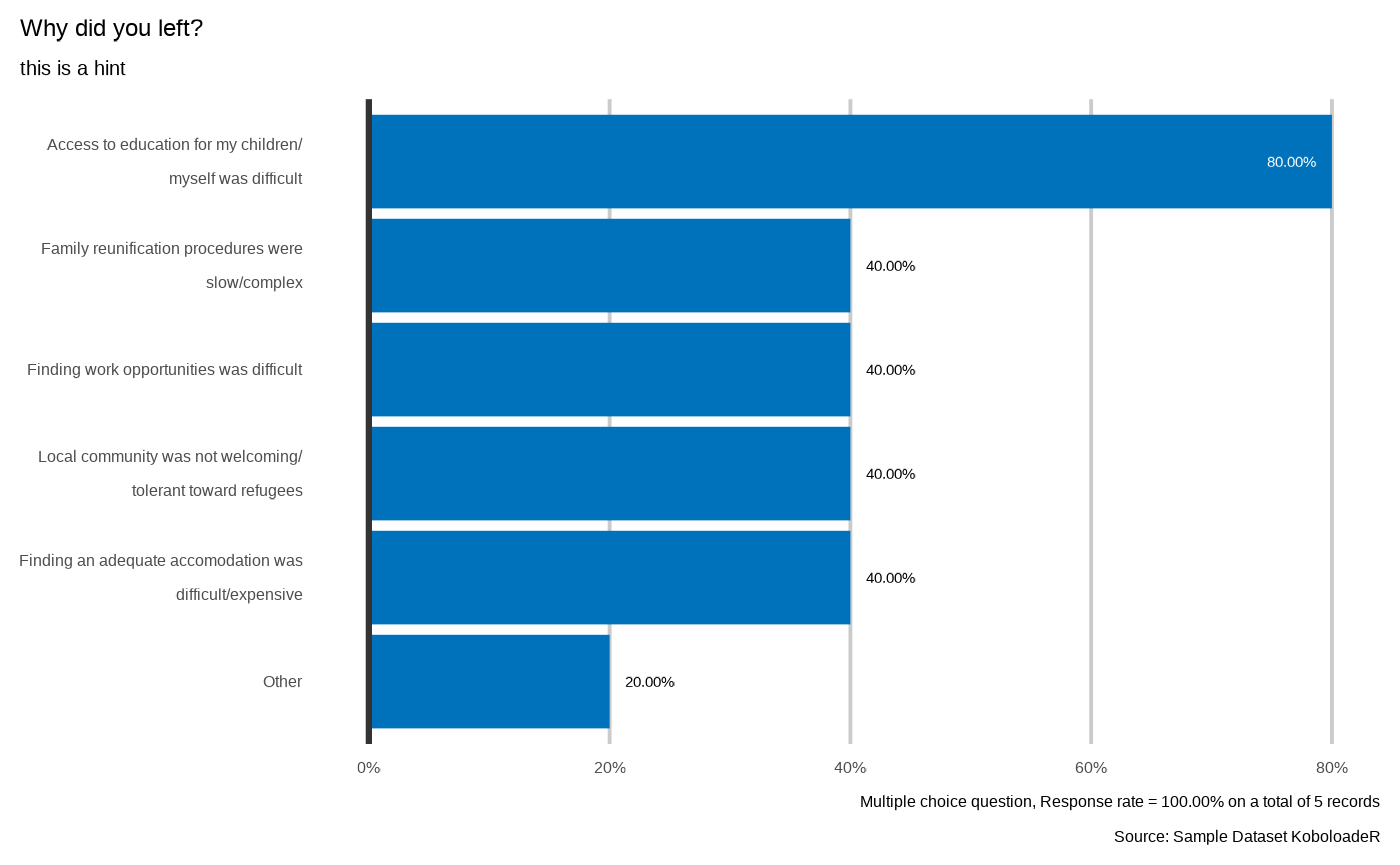 Why did you left?
this is a hint
Access to education for my children/
myself was difficult
80.00%
Family reunification procedures were
slow/complex
40.00%
Finding work opportunities was difficult
40.00%
Local community was not welcoming/
tolerant toward refugees
40.00%
Finding an adequate accomodation was
difficult/expensive
40.00%
Other
20.00%
0% 20% 40% 60% 80%
Multiple choice question, Response rate = 100.00% on a total of 5 records
Source: Sample Dataset KoboloadeR